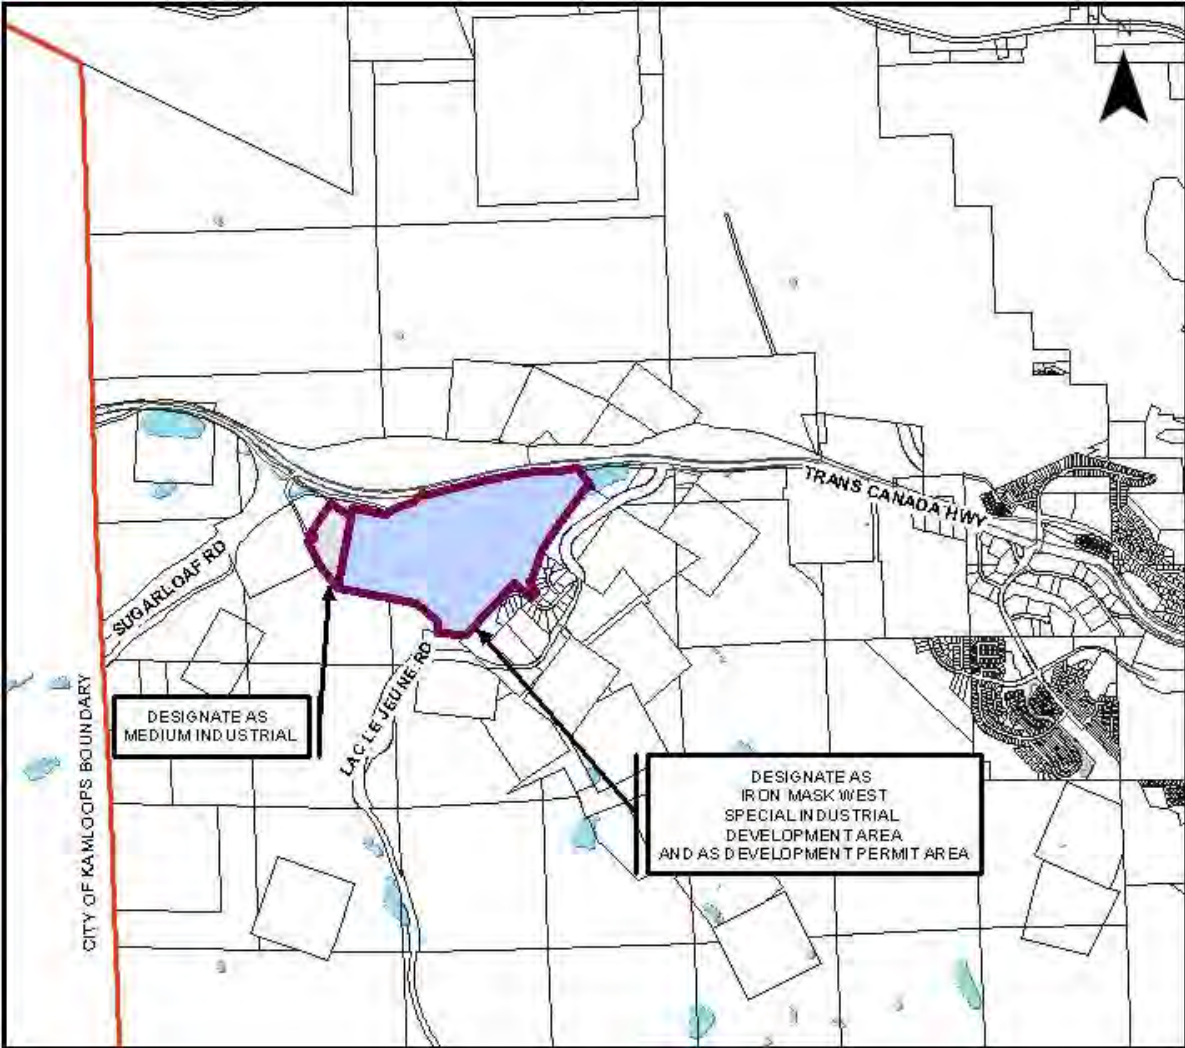 N
TRANS CANADA HWY
SUGARLOAF RD
LAC LE JEUNE RD
CITY OF KAMLOOPS BOUNDARY
DESIGNATE AS
MEDIUM INDUSTRIAL
DESIGNATE AS
IRON MASK WEST
SPECIAL INDUSTRIAL
DEVELOPMENT AREA
AND AS DEVELOPMENT PERMIT AREA